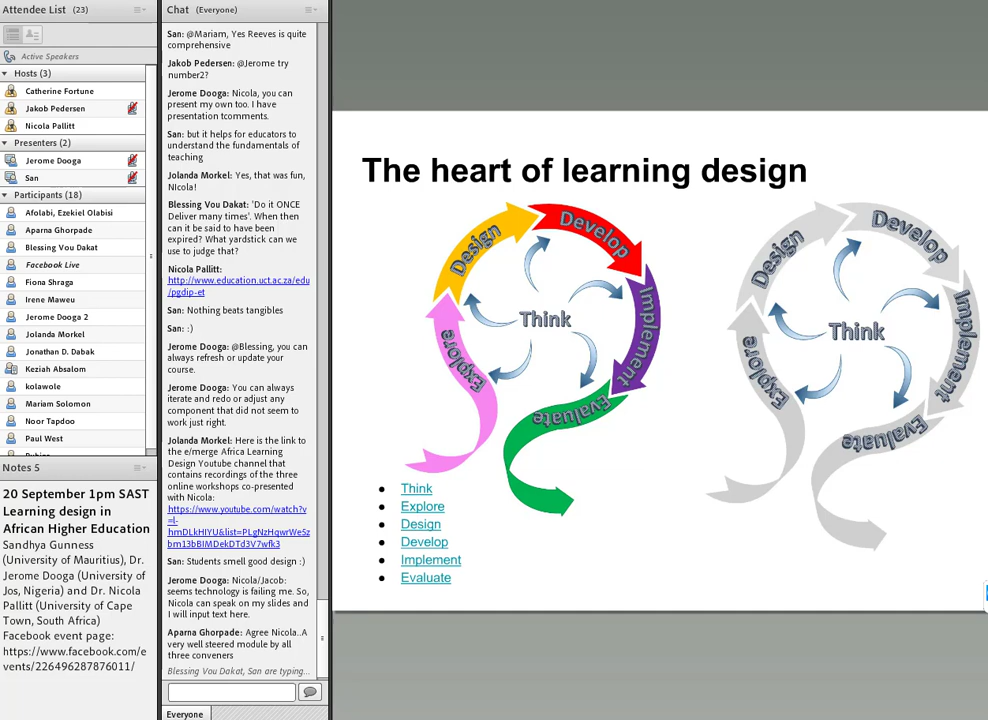 Attendee List (23)
Active Speakers
Hosts (3)
Catherine Fortune
Jakob Pedersen
Nicola Pallitt
Presenters (2)
Jerome Dooga
San
Participants (18)
Afolabi, Ezekiel Olabisi
Aparna Ghorpade
Blessing Vou Dakat
Facebook Live
Fiona Shraga
Irene Maweu
Jerome Dooga 2
Jolanda Morkel
Jonathan D. Dabak
Keziah Absalom
kolawole
Mariam Solomon
Noor Tapdoo
Paul West
Notes 5
20 September 1pm SAST
Learning design in
African Higher Education
Sandhya Gunness
(University of Mauritius), Dr.
Jerome Dooga (University of
Jos, Nigeria) and Dr. Nicola
Pallitt (University of Cape
Town, South Africa)
Facebook event page:
https://www.facebook.com/e
vents/226496287876011/
Chat (Everyone)
San: @Mariam, Yes Reeves is quite
comprehensive
Jakob Pedersen: @Jerome try
number2?
Jerome Dooga: Nicola, you can
present my own too. I have
presentation tcomments.
San: but it helps for educators to
understand the fundamentals of
teaching
Jolanda Morkel: Yes, that was fun,
NIcola!
Blessing Vou Dakat: 'Do it ONCE
Deliver many times'. When then
can it be said to have been
expired? What yardstick can we
use to judge that?
Nicola Pallitt:
http://www.education.uct.ac.za/edu
/pgdip-et
San: Nothing beats tangibles
San: :)
Jerome Dooga: @Blessing, you can
always refresh or update your
course.
Jerome Dooga: You can always
iterate and redo or adjust any
component that did not seem to
work just right.
Jolanda Morkel: Here is the link to
the e/merge Africa Learning
Design Youtube channel that
contains recordings of the three
online workshops co-presented
with Nicola:
https://www.youtube.com/watch?v
=l-
hmDLkHIYU&list=PLgNzHqwrWe5z
bm13bBIMDekDTd3V7wfk3
San: Students smell good design :)
Jerome Dooga: Nicola/Jacob:
seems technology is failing me. So,
Nicola can speak on my slides and
I will input text here.
Aparna Ghorpade: Agree Nicola..A
very well steered module by all
three conveners
Blessing Vou Dakat, San are typing...
Everyone
The heart of learning design
Design
Develop
Implement
Evaluate
Explore
Think
Design
Develop
Implement
Evaluate
Explore
Think
• Think
• Explore
• Design
• Develop
• Implement
• Evaluate